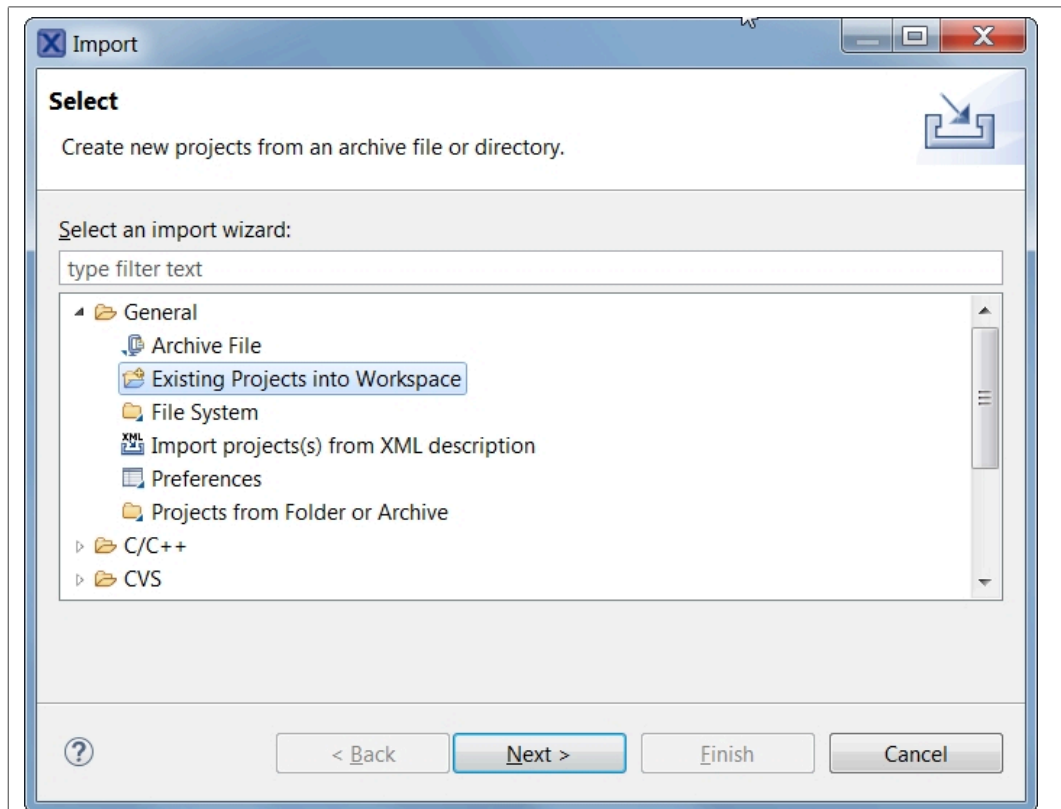 Import
Select
Create new projects from an archive file or directory.
Select an import wizard:
type filter text
General
Archive File
Existing Projects into Workspace
File System
XML Import projects(s) from XML description
Preferences
Projects from Folder or Archive
C/C++
CVS
? < Back Next > Finish Cancel